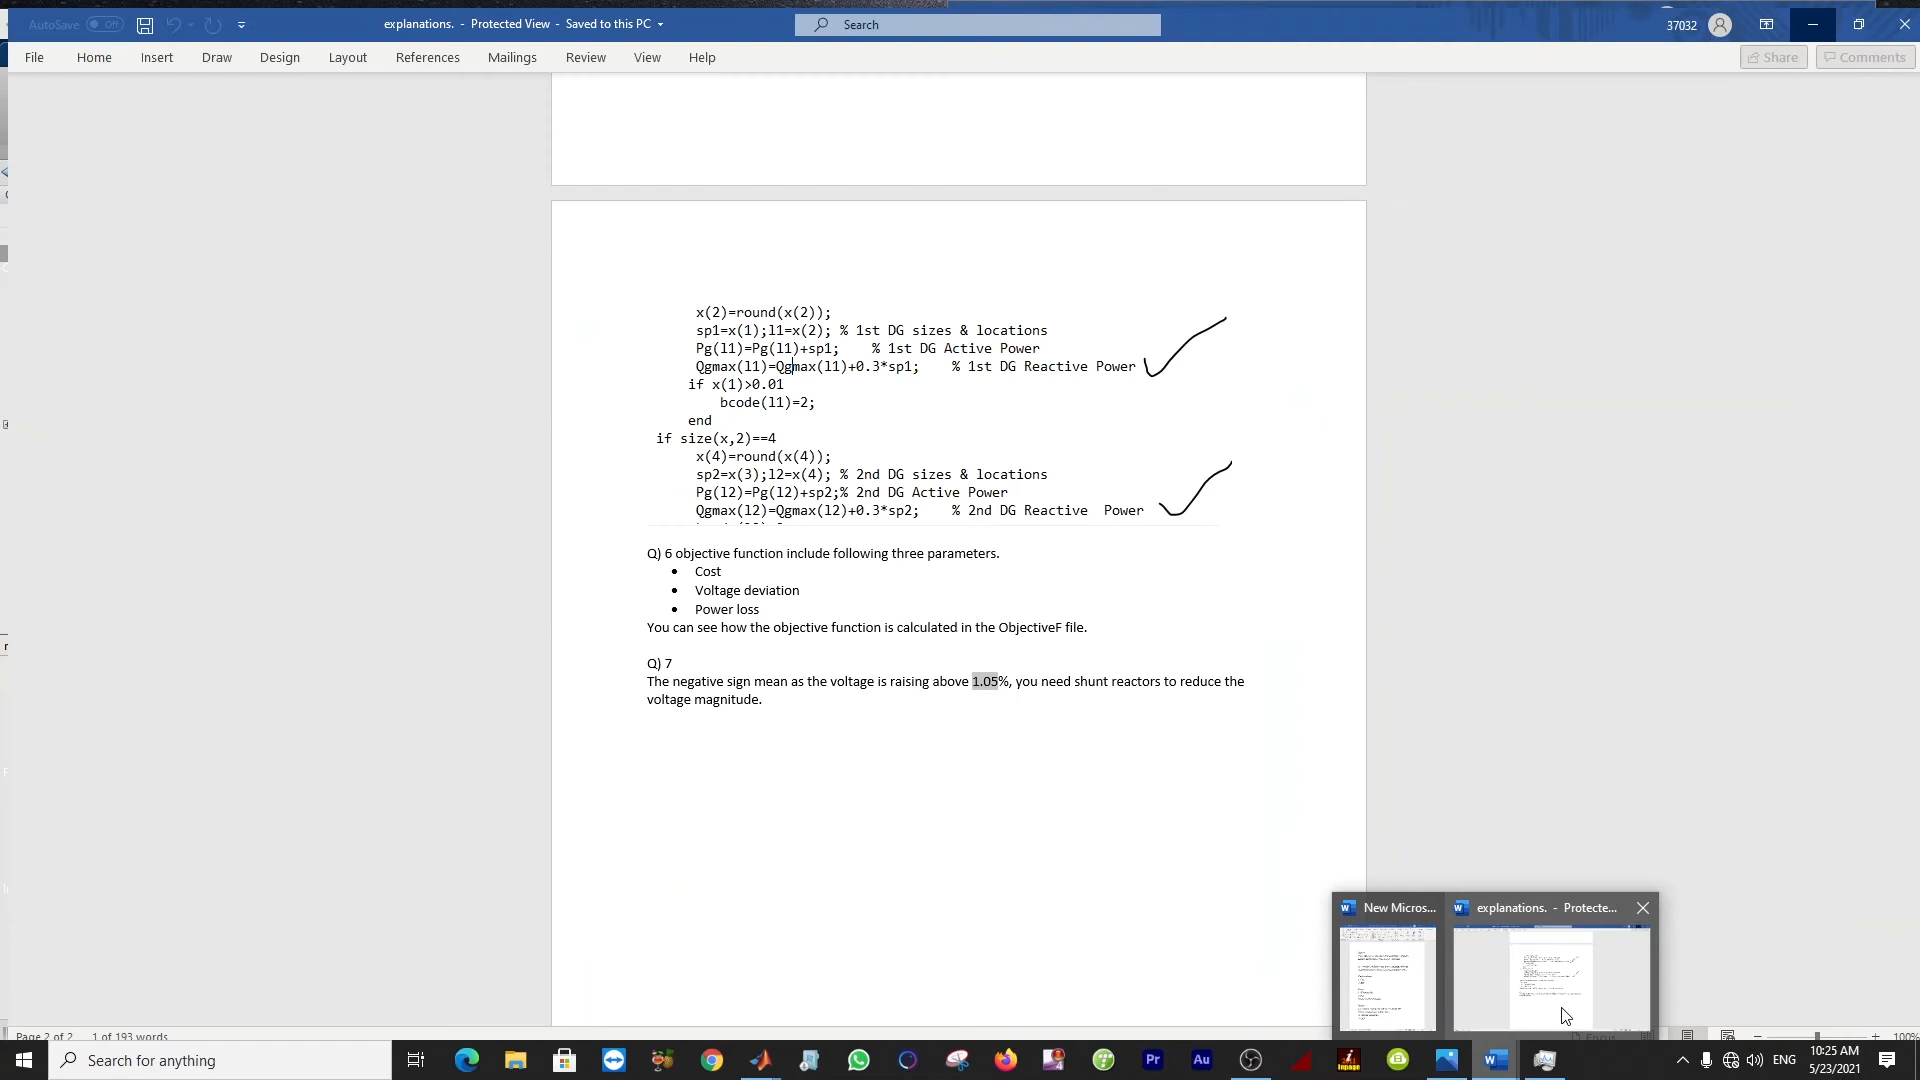 AutoSave Off
explanations. - Protected View - Saved to this PC
Search
37032
File Home Insert Draw Design Layout References Mailings Review View Help
Share Comments
x(2)=round(x(2));
sp1=x(1);l1=x(2); % 1st DG sizes & locations
Pg(l1)=Pg(l1)+sp1; % 1st DG Active Power
Qgmax(l1)=Qgmax(l1)+0.3*sp1; % 1st DG Reactive Power
if x(1)>0.01
bcode(l1)=2;
end
if size(x,2)==4
x(4)=round(x(4));
sp2=x(3);l2=x(4); % 2nd DG sizes & locations
Pg(l2)=Pg(l2)+sp2;% 2nd DG Active Power
Qgmax(l2)=Qgmax(l2)+0.3*sp2; % 2nd DG Reactive Power
Q) 6 objective function include following three parameters.
• Cost
• Voltage deviation
• Power loss
You can see how the objective function is calculated in the ObjectiveF file.
Q) 7
The negative sign mean as the voltage is raising above 1.05%, you need shunt reactors to reduce the
voltage magnitude.
New Micros...
explanations. - Protecte...
Page 2 of 2 1 of 193 words
100%
Search for anything
ENG
10:25 AM
5/23/2021